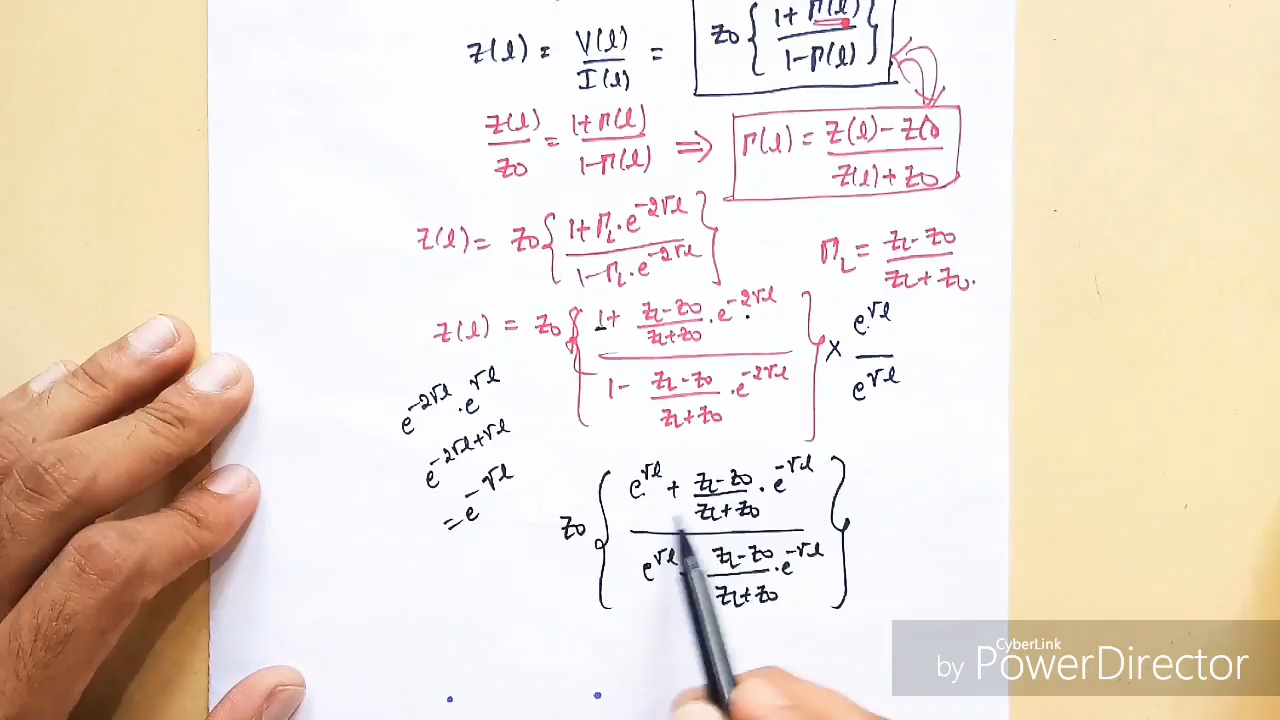 Z(l) = V(l)/I(l) = Z0 { 1 + Γ(l) / 1 - Γ(l) }
Z(l)/Z0 = 1 + Γ(l) / 1 - Γ(l) ⇒ Γ(l) = Z(l) - Z0 / Z(l) + Z0
Z(l) = Z0 { 1 + ΓL · e^-2γl / 1 - ΓL · e^-2γl }
ΓL = ZL - Z0 / ZL + Z0.
Z(l) = Z0 { 1 + ZL - Z0 / ZL + Z0 · e^-2γl / 1 - ZL - Z0 / ZL + Z0 · e^-2γl } × e^γl / e^γl
e^-2γl · e^γl
e^-2γl + γl
= e^-γl
Z0 { e^γl + ZL - Z0 / ZL + Z0 · e^-γl / e^γl - ZL - Z0 / ZL + Z0 · e^-γl }
CyberLink
by PowerDirector